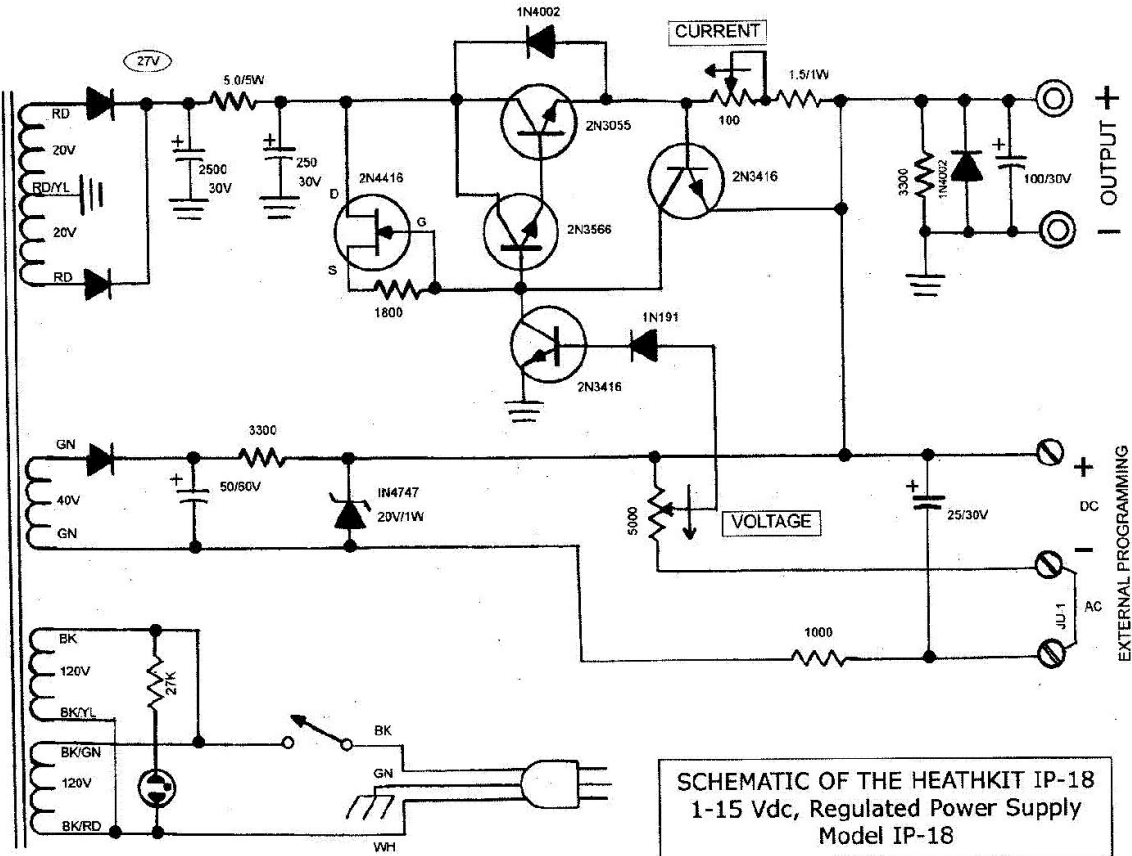 1N4002
CURRENT
27V
5.0/5W
1.5/1W
RD
20V
RD/YL
20V
RD
+
2500
30V
+
250
30V
2N4416
D
G
S
1800
2N3055
2N3566
100
2N3416
3300
1N4002
+
100/30V
+
OUTPUT
−
1N191
2N3416
GN
40V
GN
3300
+
50/60V
IN4747
20V/1W
5000
VOLTAGE
+
25/30V
+
DC
−
JU-1
AC
EXTERNAL PROGRAMMING
1000
BK
120V
BK/YL
27K
BK/GN
120V
BK/RD
BK
GN
WH
SCHEMATIC OF THE HEATHKIT IP-18
1-15 Vdc, Regulated Power Supply
Model IP-18